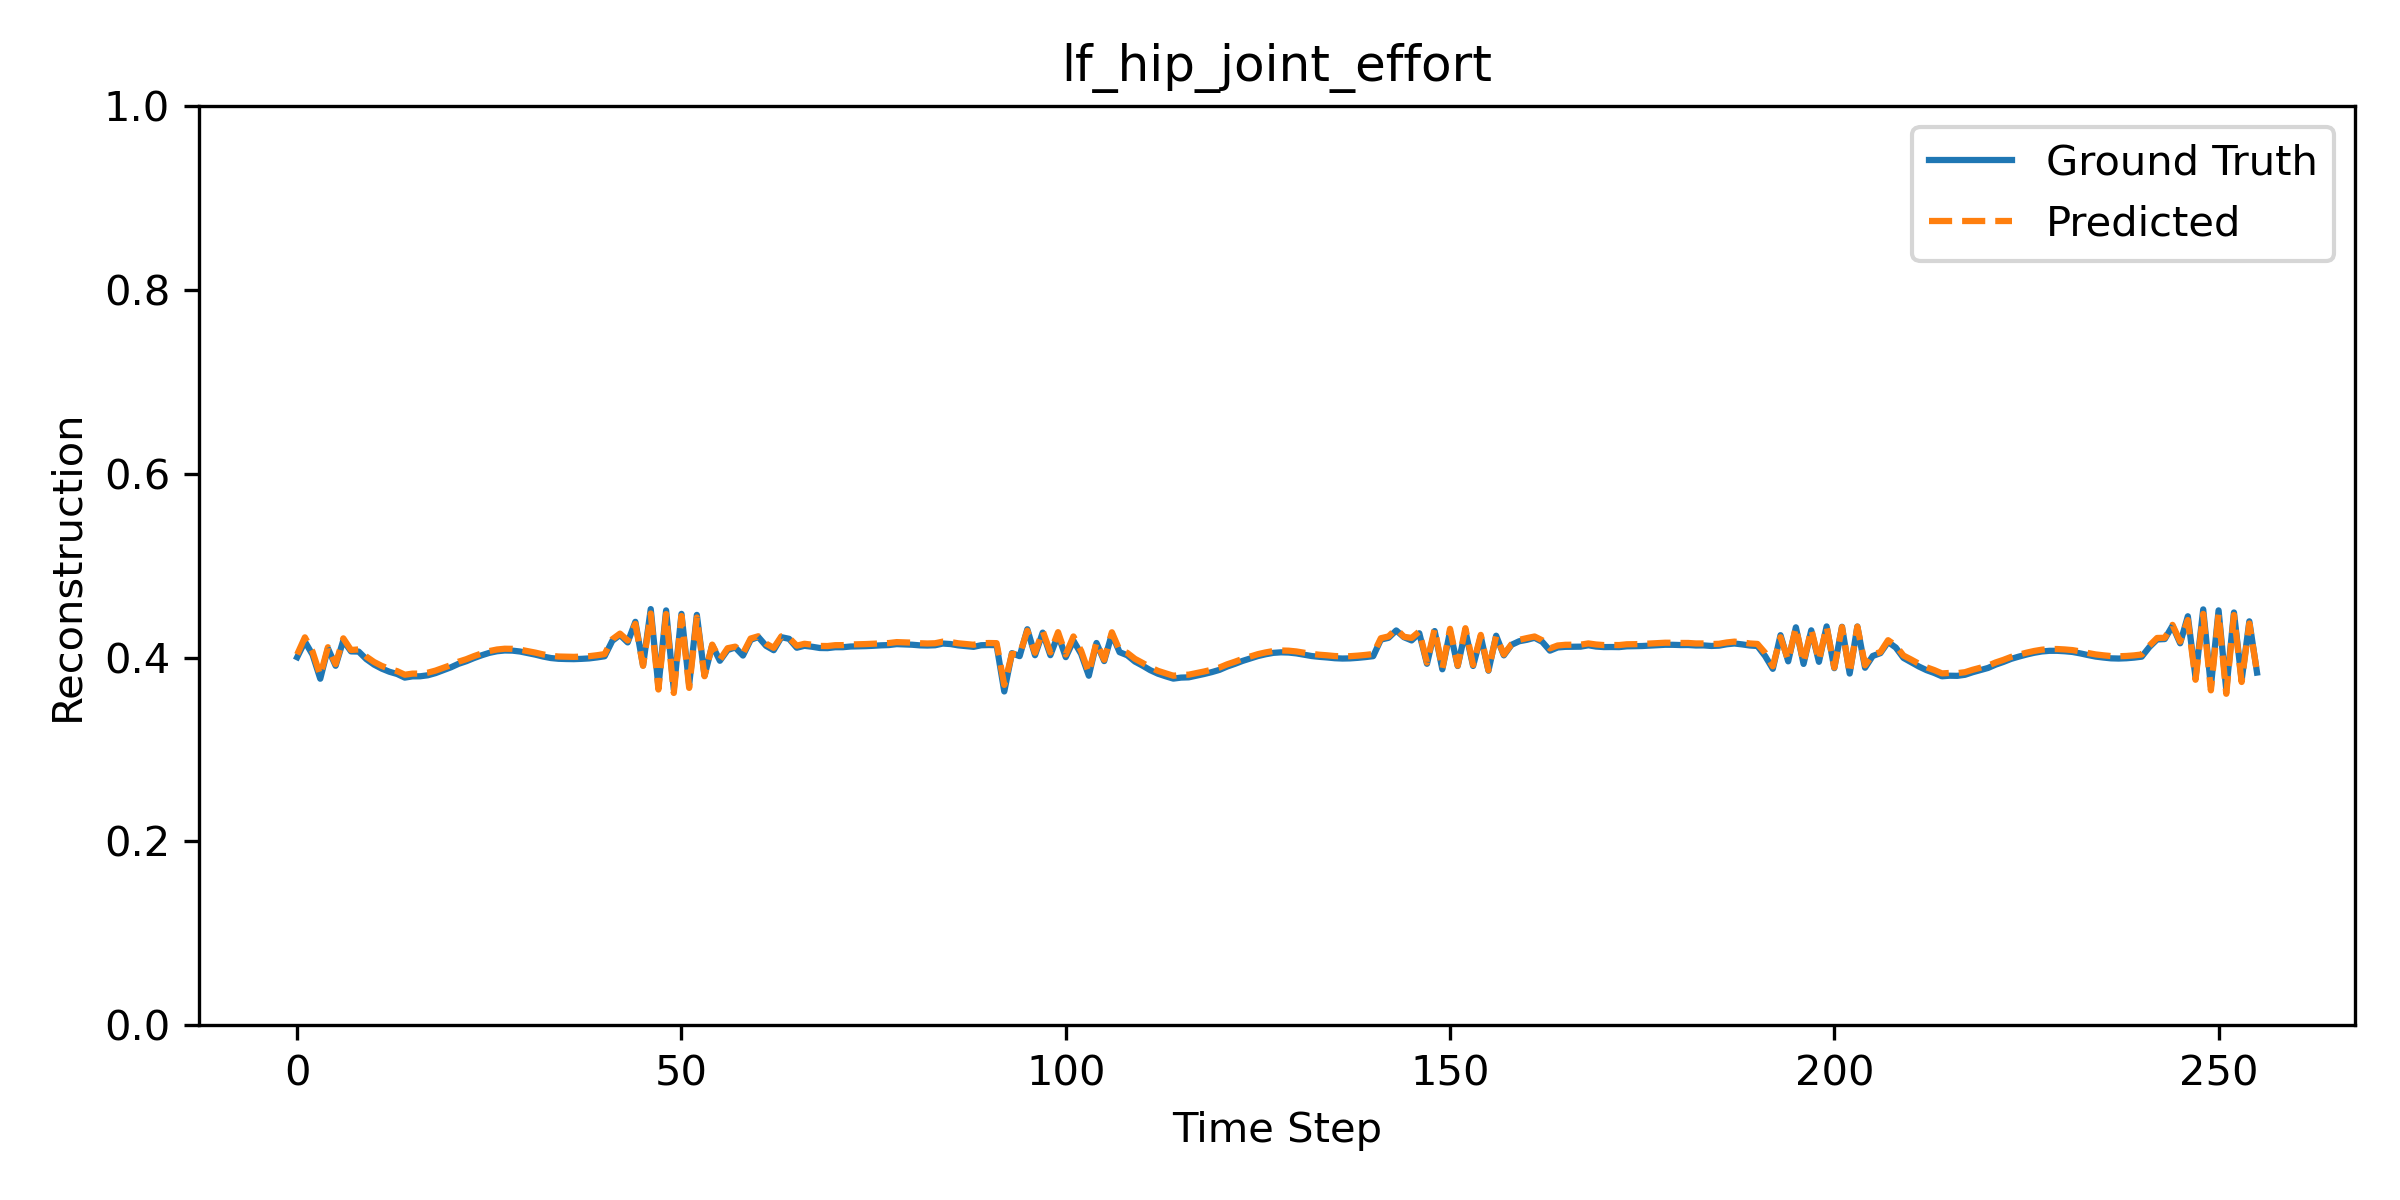 lf_hip_joint_effort
1.0
0.8
0.6
0.4
0.2
0.0
Reconstruction
Ground Truth
Predicted
0 50 100 150 200 250
Time Step